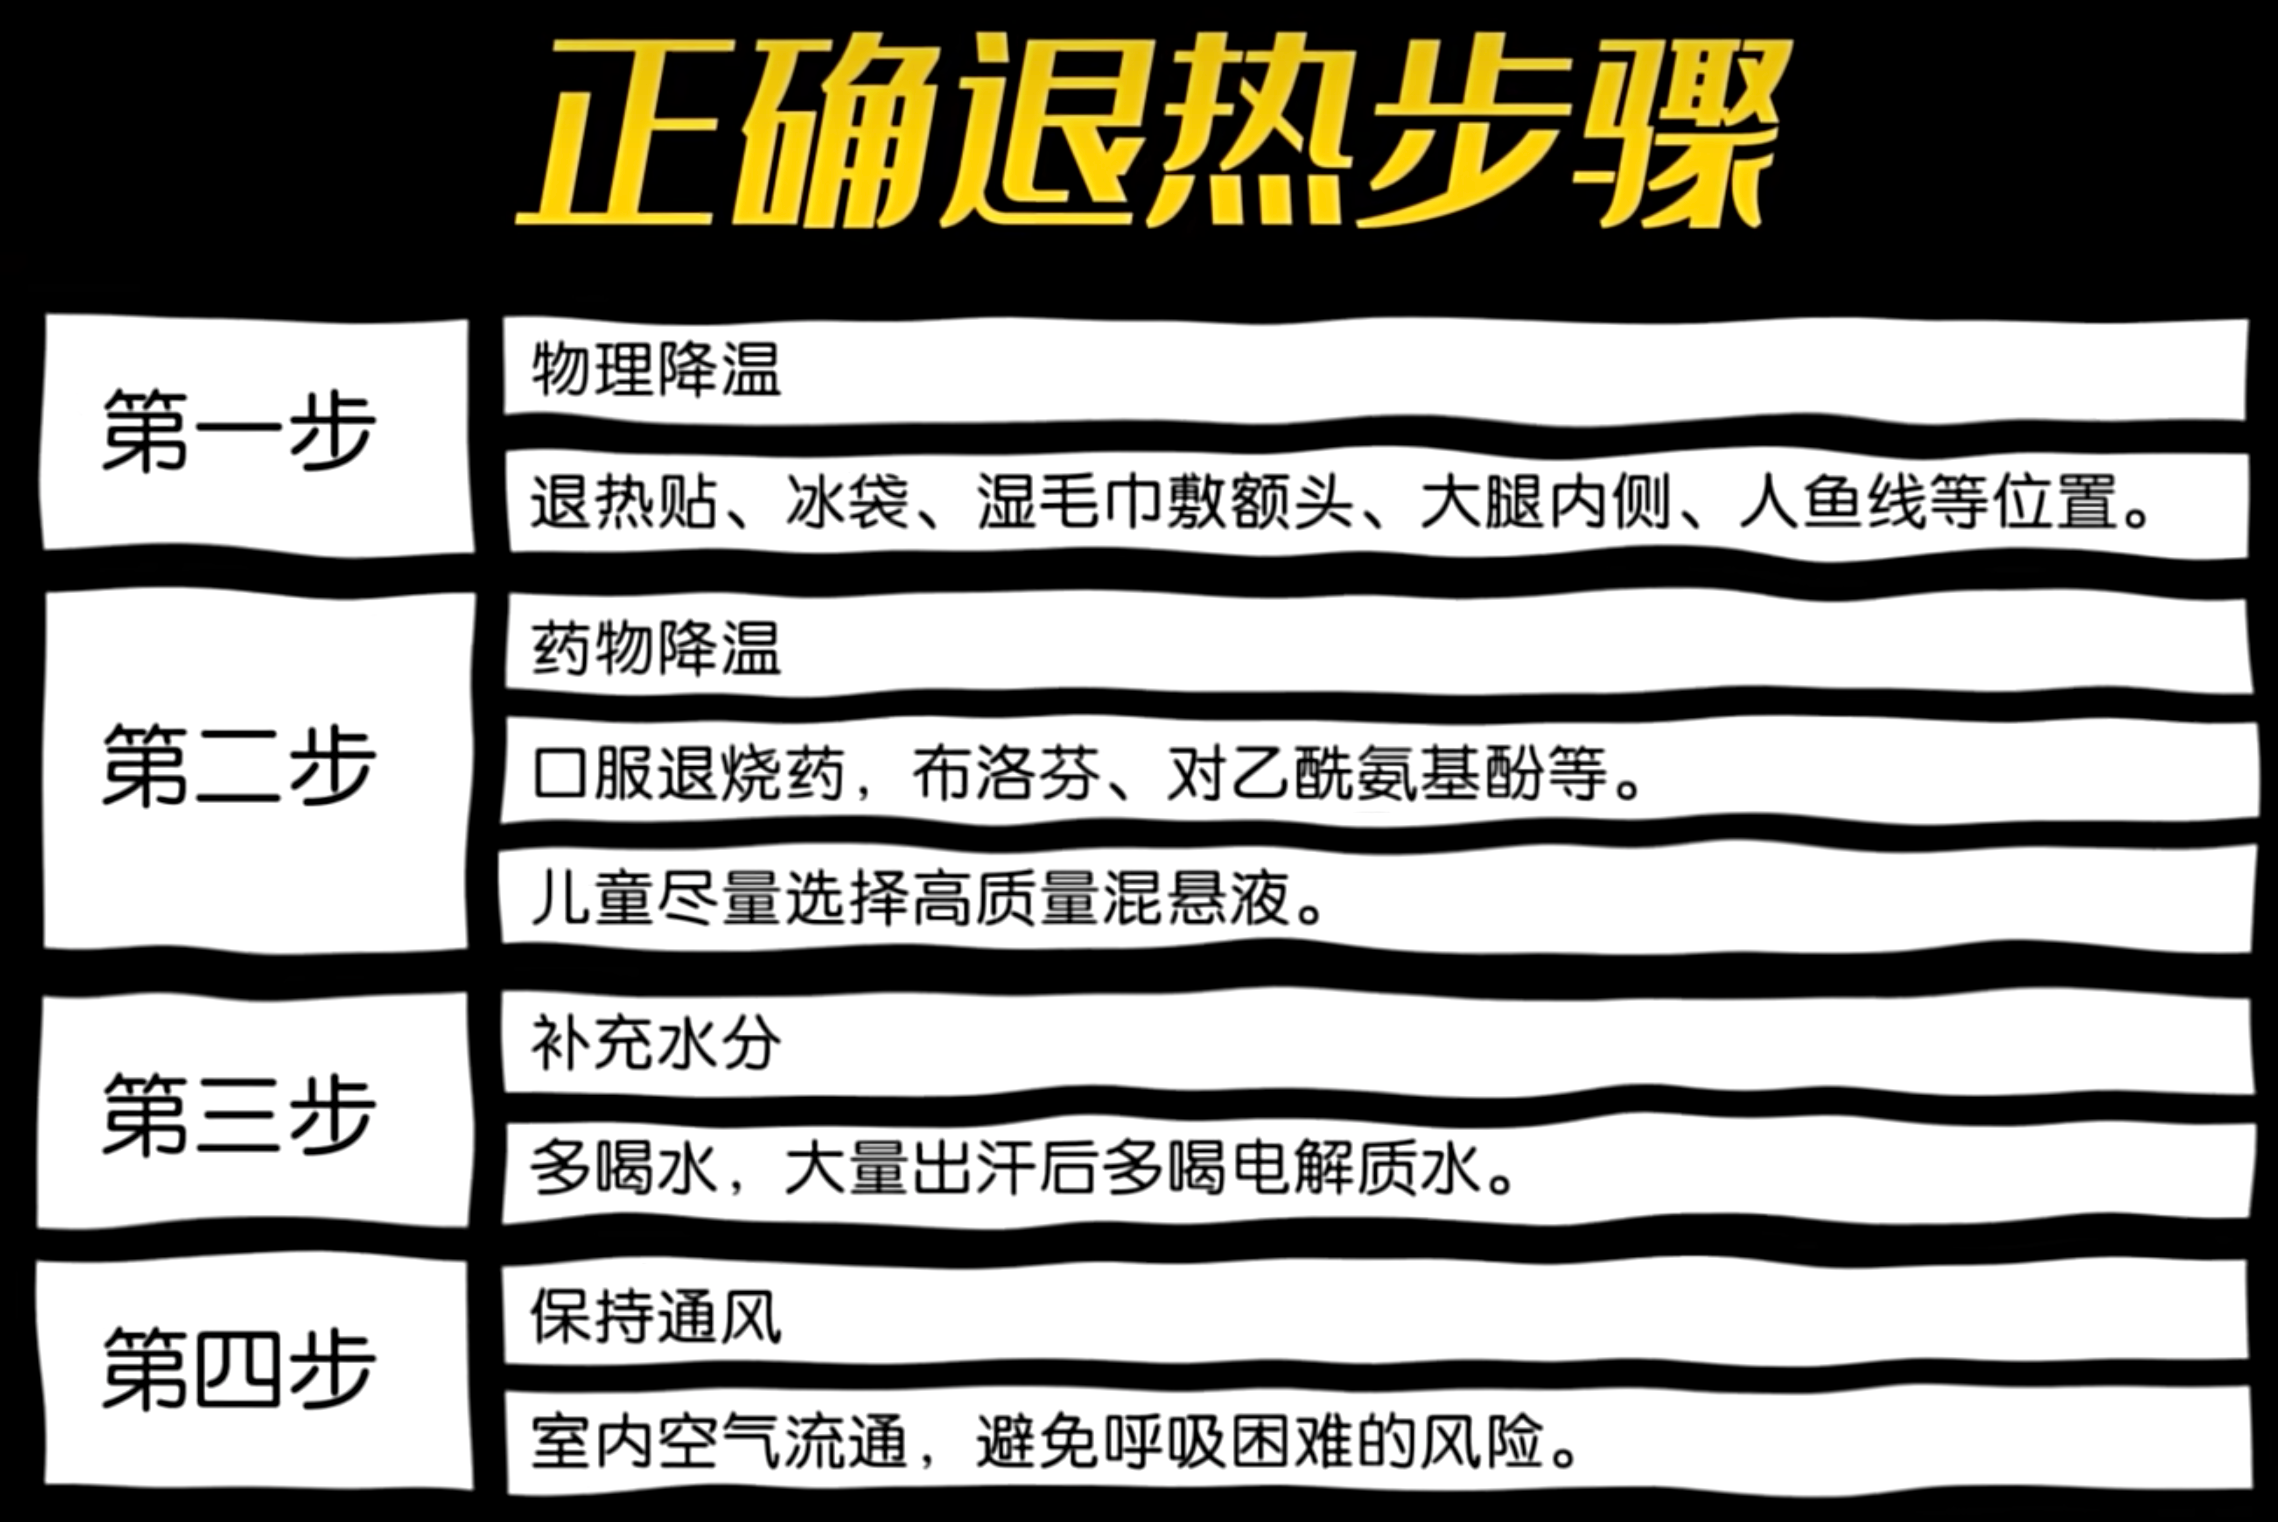 正确退热步骤
第一步
物理降温
退热贴、冰袋、湿毛巾敷额头、大腿内侧、人鱼线等位置。
第二步
药物降温
口服退烧药，布洛芬、对乙酰氨基酚等。
儿童尽量选择高质量混悬液。
第三步
补充水分
多喝水，大量出汗后多喝电解质水。
第四步
保持通风
室内空气流通，避免呼吸困难的风险。